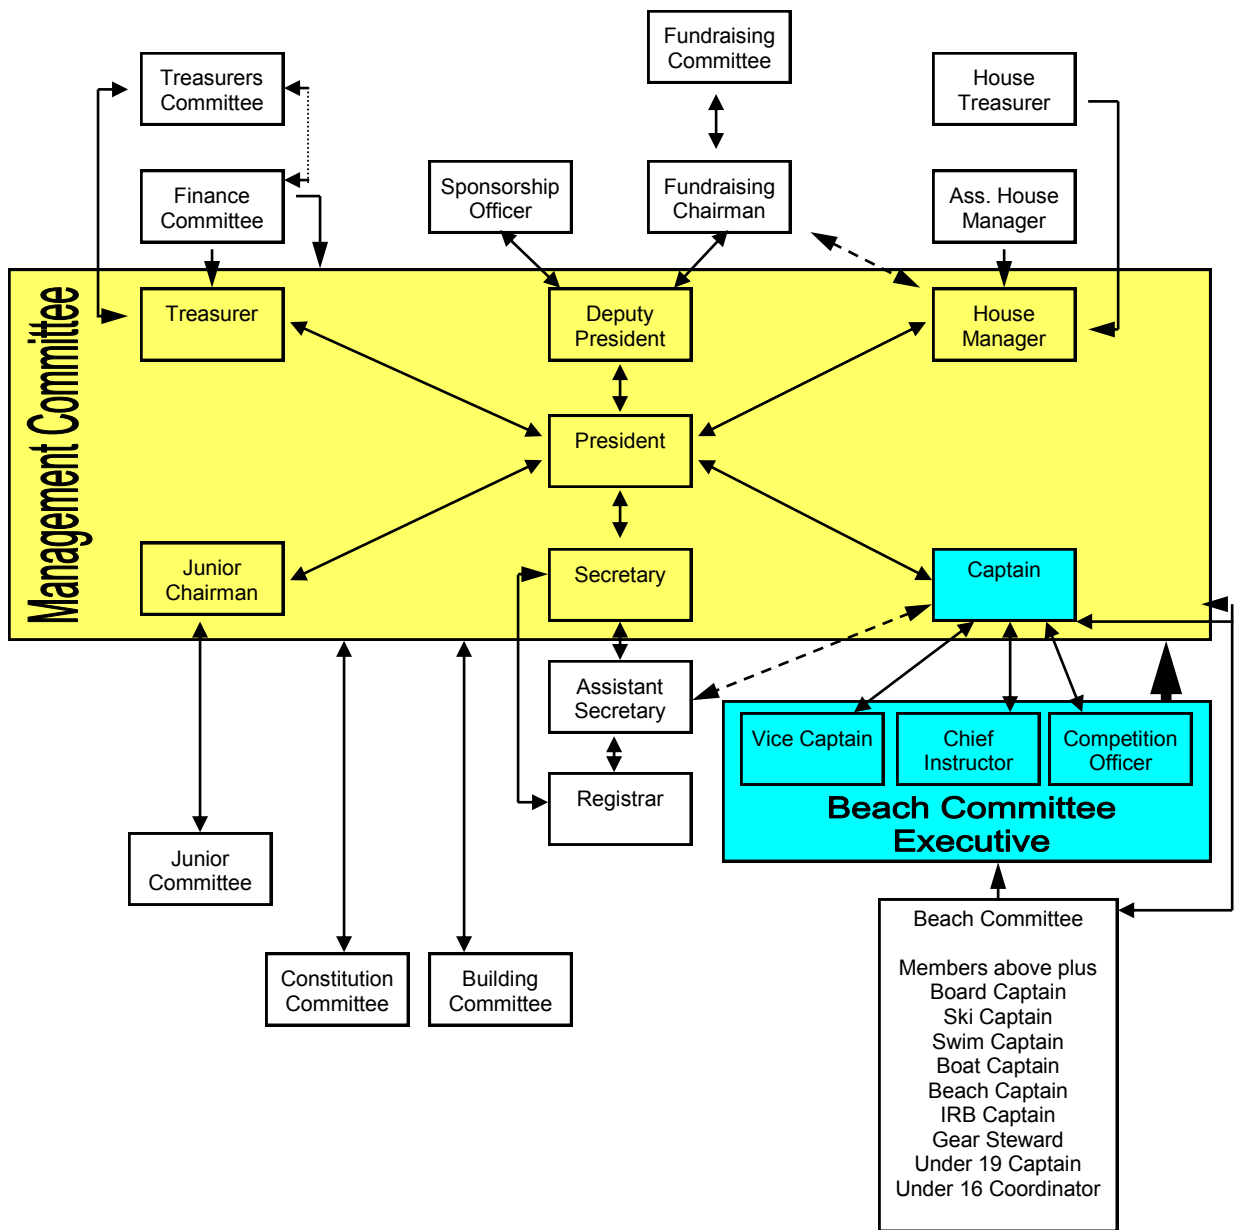 Fundraising
Committee
Treasurers
Committee
House
Treasurer
Finance
Committee
Sponsorship
Officer
Fundraising
Chairman
Ass. House
Manager
Management Committee
Treasurer
Deputy
President
House
Manager
President
Junior
Chairman
Secretary
Captain
Assistant
Secretary
Vice Captain
Chief
Instructor
Competition
Officer
Registrar
Beach Committee
Executive
Junior
Committee
Constitution
Committee
Building
Committee
Beach Committee
Members above plus
Board Captain
Ski Captain
Swim Captain
Boat Captain
Beach Captain
IRB Captain
Gear Steward
Under 19 Captain
Under 16 Coordinator